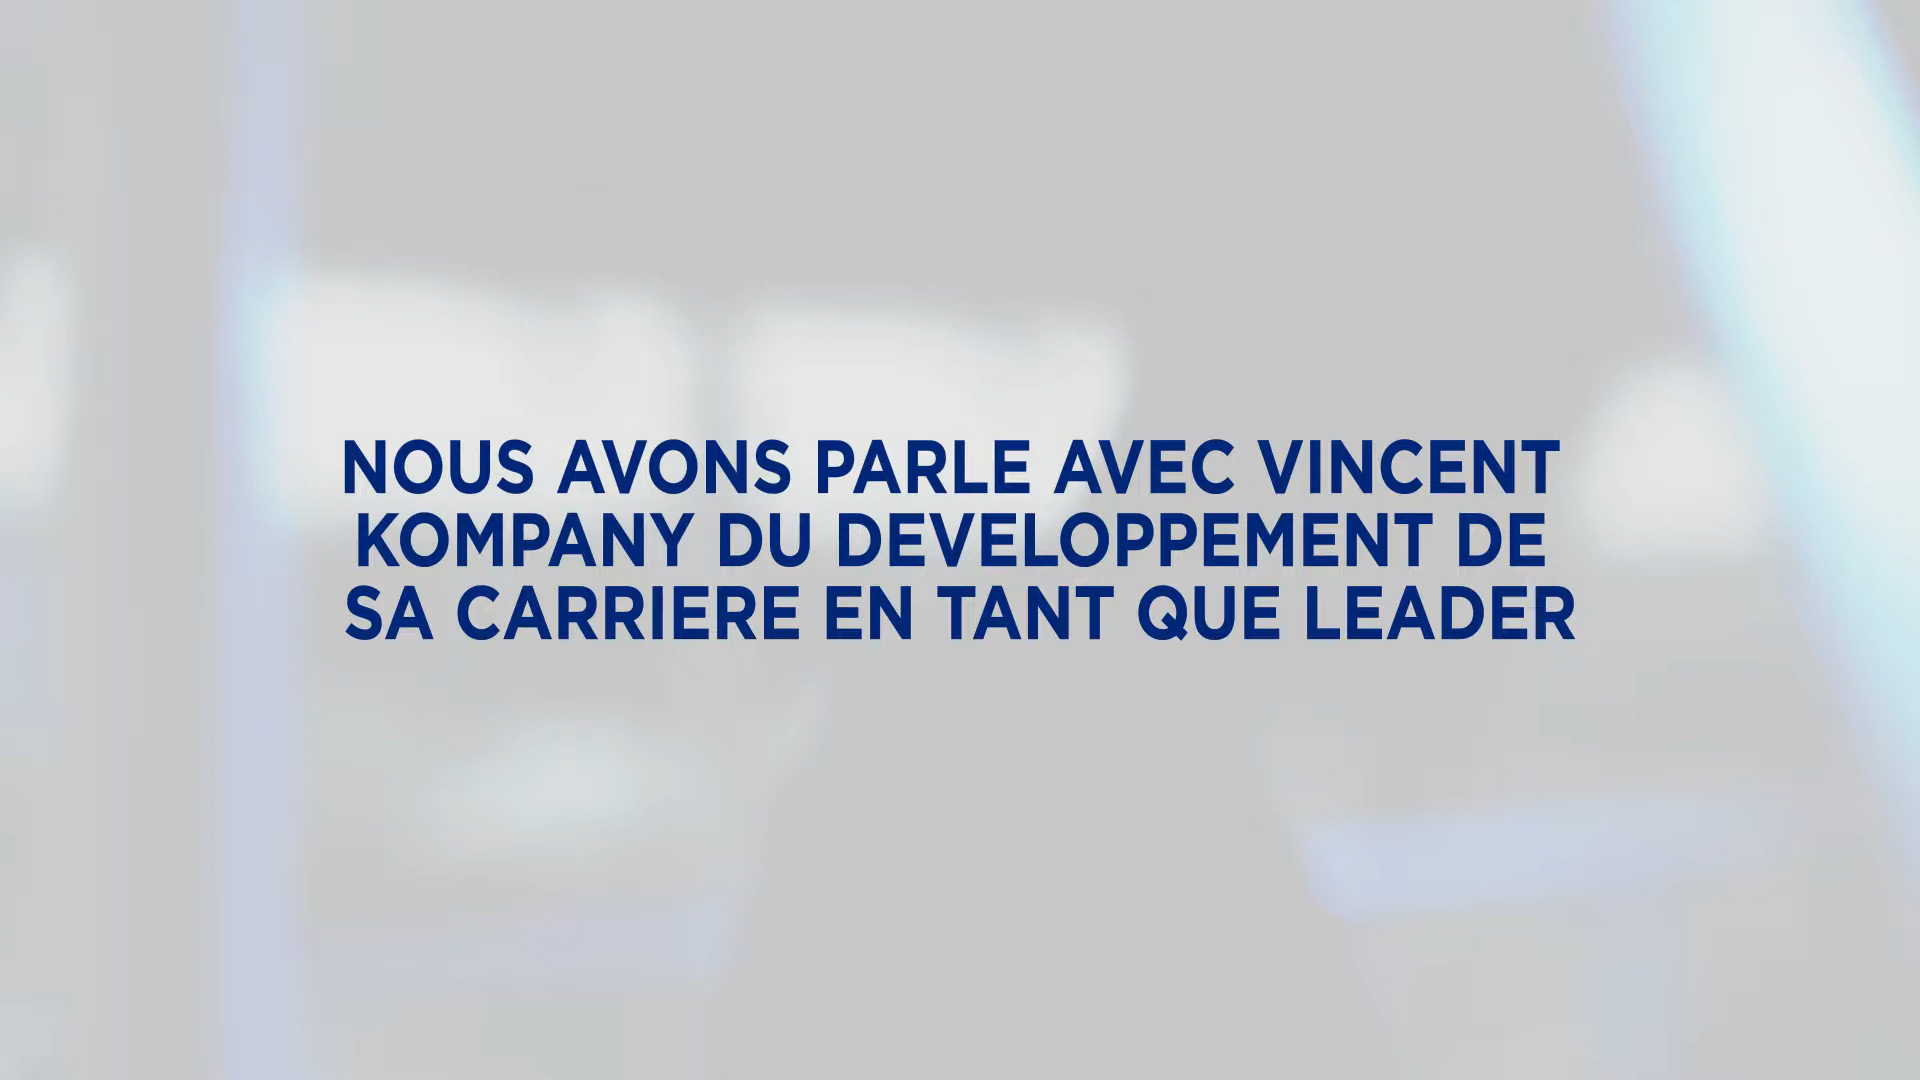 NOUS AVONS PARLE AVEC VINCENT
KOMPANY DU DEVELOPPEMENT DE
SA CARRIERE EN TANT QUE LEADER